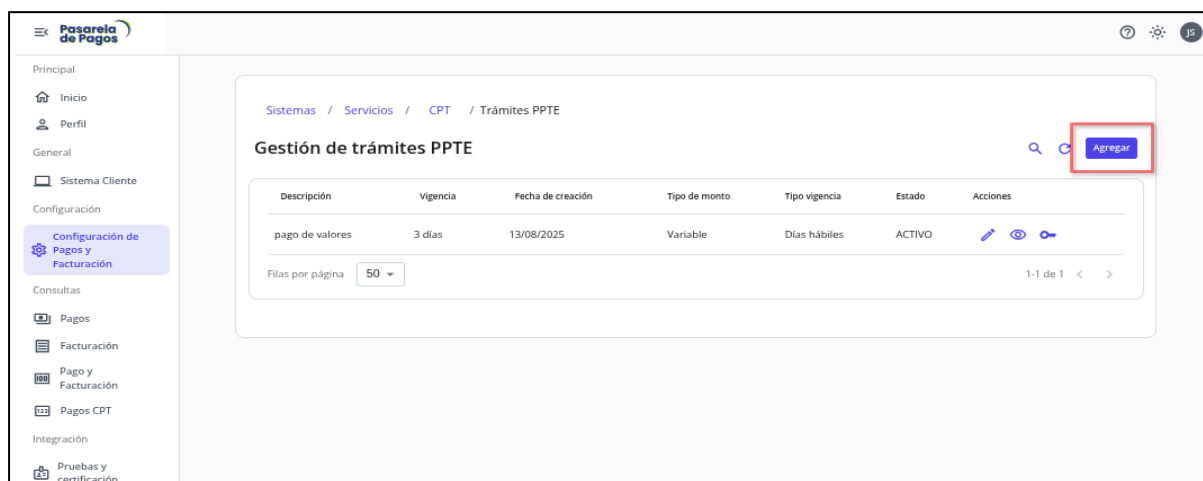 Pasarela
de Pagos
JS
Principal
Inicio
Perfil
General
Sistema Cliente
Configuración
Configuración de
Pagos y
Facturación
Consultas
Pagos
Facturación
Pago y
Facturación
123 Pagos CPT
Integración
Pruebas y
certificación
Sistemas / Servicios / CPT / Trámites PPTE
Gestión de trámites PPTE
Agregar
Descripción Vigencia Fecha de creación Tipo de monto Tipo vigencia Estado Acciones
pago de valores 3 días 13/08/2025 Variable Días hábiles ACTIVO
Filas por página 50 1-1 de 1 < >